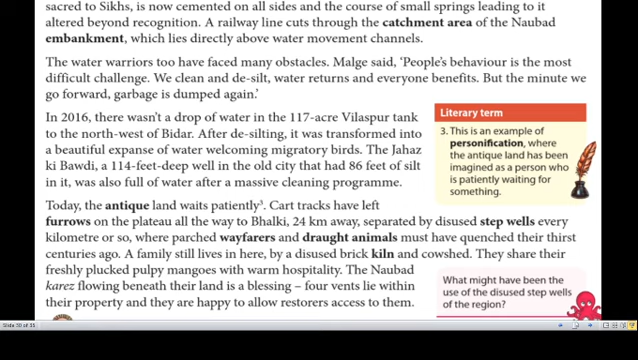 sacred to Sikhs, is now cemented on all sides and the course of small springs leading to it
altered beyond recognition. A railway line cuts through the catchment area of the Naubad
embankment, which lies directly above water movement channels.
The water warriors too have faced many obstacles. Malge said, ‘People's behaviour is the most
difficult challenge. We clean and de-silt, water returns and everyone benefits. But the minute we
go forward, garbage is dumped again.’
In 2016, there wasn't a drop of water in the 117-acre Vilaspur tank
to the north-west of Bidar. After de-silting, it was transformed into
a beautiful expanse of water welcoming migratory birds. The Jahaz
ki Bawdi, a 114-feet-deep well in the old city that had 86 feet of silt
in it, was also full of water after a massive cleaning programme.
Literary term
3. This is an example of
personification, where
the antique land has been
imagined as a person who
is patiently waiting for
something.
Today, the antique land waits patiently³. Cart tracks have left
furrows on the plateau all the way to Bhalki, 24 km away, separated by disused step wells every
kilometre or so, where parched wayfarers and draught animals must have quenched their thirst
centuries ago. A family still lives in here, by a disused brick kiln and cowshed. They share their
freshly plucked pulpy mangoes with warm hospitality. The Naubad
karez flowing beneath their land is a blessing – four vents lie within
their property and they are happy to allow restorers access to them.
What might have been the
use of the disused step wells
of the region?
Slide 30 of 31